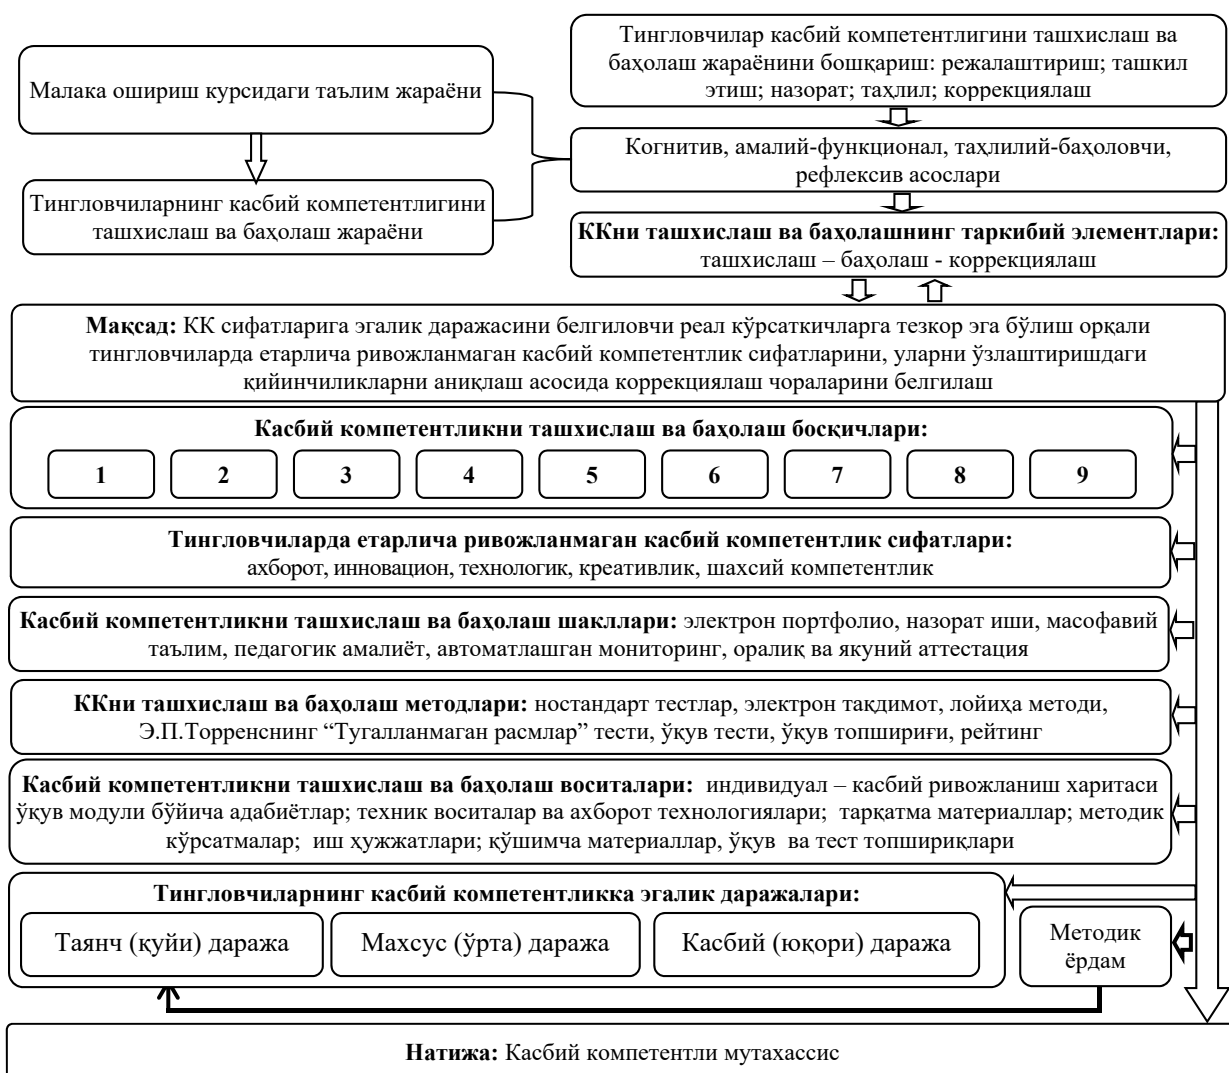 Малака ошириш курсидаги таълим жараёни
Тингловчиларнинг касбий компетентлигини
ташхислаш ва баҳолаш жараёни
Тингловчилар касбий компетентлигини ташхислаш ва
баҳолаш жараёнини бошқариш: режалаштириш; ташкил
этиш; назорат; таҳлил; коррекциялаш
Когнитив, амалий-функционал, таҳлилий-баҳоловчи,
рефлексив асослари
ККни ташхислаш ва баҳолашнинг таркибий элементлари:
ташхислаш – баҳолаш - коррекциялаш
Мақсад: КК сифатларига эгалик даражасини белгиловчи реал кўрсаткичларга тезкор эга бўлиш орқали
тингловчиларда етарлича ривожланмаган касбий компетентлик сифатларини, уларни ўзлаштиришдаги
қийинчиликларни аниқлаш асосида коррекциялаш чораларини белгилаш
Касбий компетентликни ташхислаш ва баҳолаш босқичлари:
1 2 3 4 5 6 7 8 9
Тингловчиларда етарлича ривожланмаган касбий компетентлик сифатлари:
ахборот, инновацион, технологик, креативлик, шахсий компетентлик
Касбий компетентликни ташхислаш ва баҳолаш шакллари: электрон портфолио, назорат иши, масофавий
таълим, педагогик амалиёт, автоматлашган мониторинг, оралиқ ва якуний аттестация
ККни ташхислаш ва баҳолаш методлари: ностандарт тестлар, электрон тақдимот, лойиҳа методи,
Э.П.Торренснинг “Тугалланмаган расмлар” тести, ўқув тести, ўқув топшириғи, рейтинг
Касбий компетентликни ташхислаш ва баҳолаш воситалари: индивидуал – касбий ривожланиш харитаси
ўқув модули бўйича адабиётлар; техник воситалар ва ахборот технологиялари; тарқатма материаллар; методик
кўрсатмалар; иш ҳужжатлари; қўшимча материаллар, ўқув ва тест топшириқлари
Тингловчиларнинг касбий компетентликка эгалик даражалари:
Таянч (қуйи) даража
Махсус (ўрта) даража
Касбий (юқори) даража
Методик
ёрдам
Натижа: Касбий компетентли мутахассис